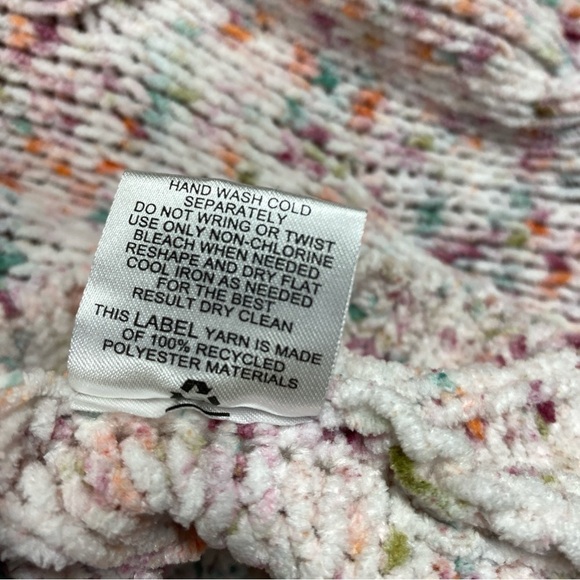 HAND WASH COLD
SEPARATELY
DO NOT WRING OR TWIST
USE ONLY NON-CHLORINE
BLEACH WHEN NEEDED
RESHAPE AND DRY FLAT
COOL IRON AS NEEDED
FOR THE BEST
RESULT DRY CLEAN
THIS LABEL YARN IS MADE
OF 100% RECYCLED
POLYESTER MATERIALS